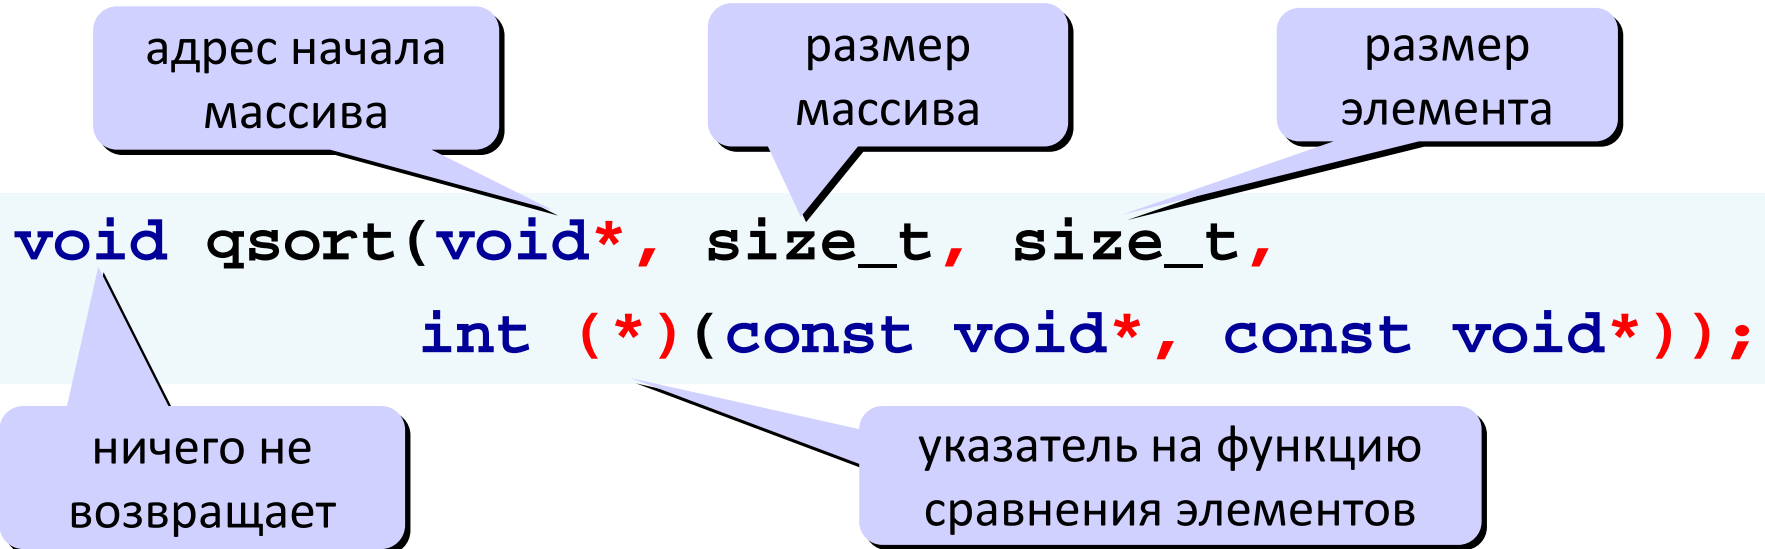 адрес начала
массива
размер
массива
размер
элемента
void qsort(void*, size_t, size_t,
int (*)(const void*, const void*));
ничего не
возвращает
указатель на функцию
сравнения элементов